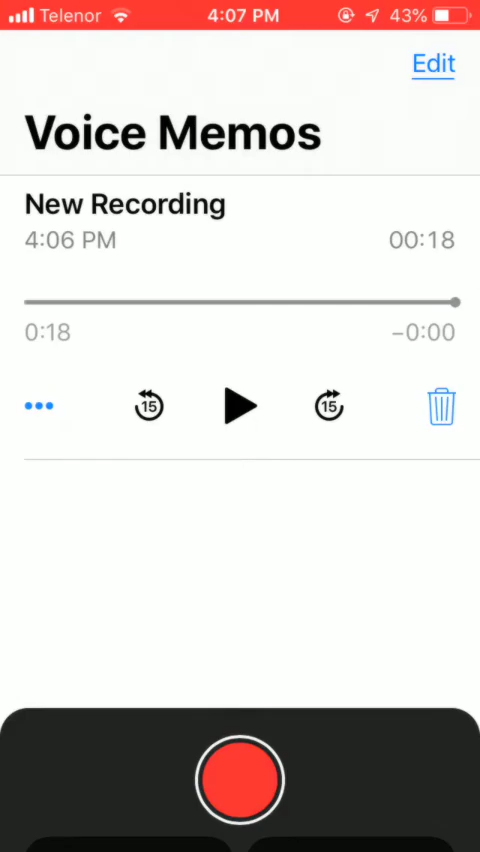 Telenor 4:07 PM 43%
Edit
Voice Memos
New Recording
4:06 PM 00:18
0:18 −0:00
15 15